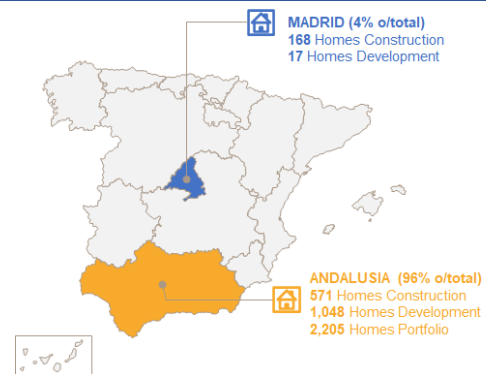 MADRID (4% o/total)
168 Homes Construction
17 Homes Development
ANDALUSIA (96% o/total)
571 Homes Construction
1,048 Homes Development
2,205 Homes Portfolio